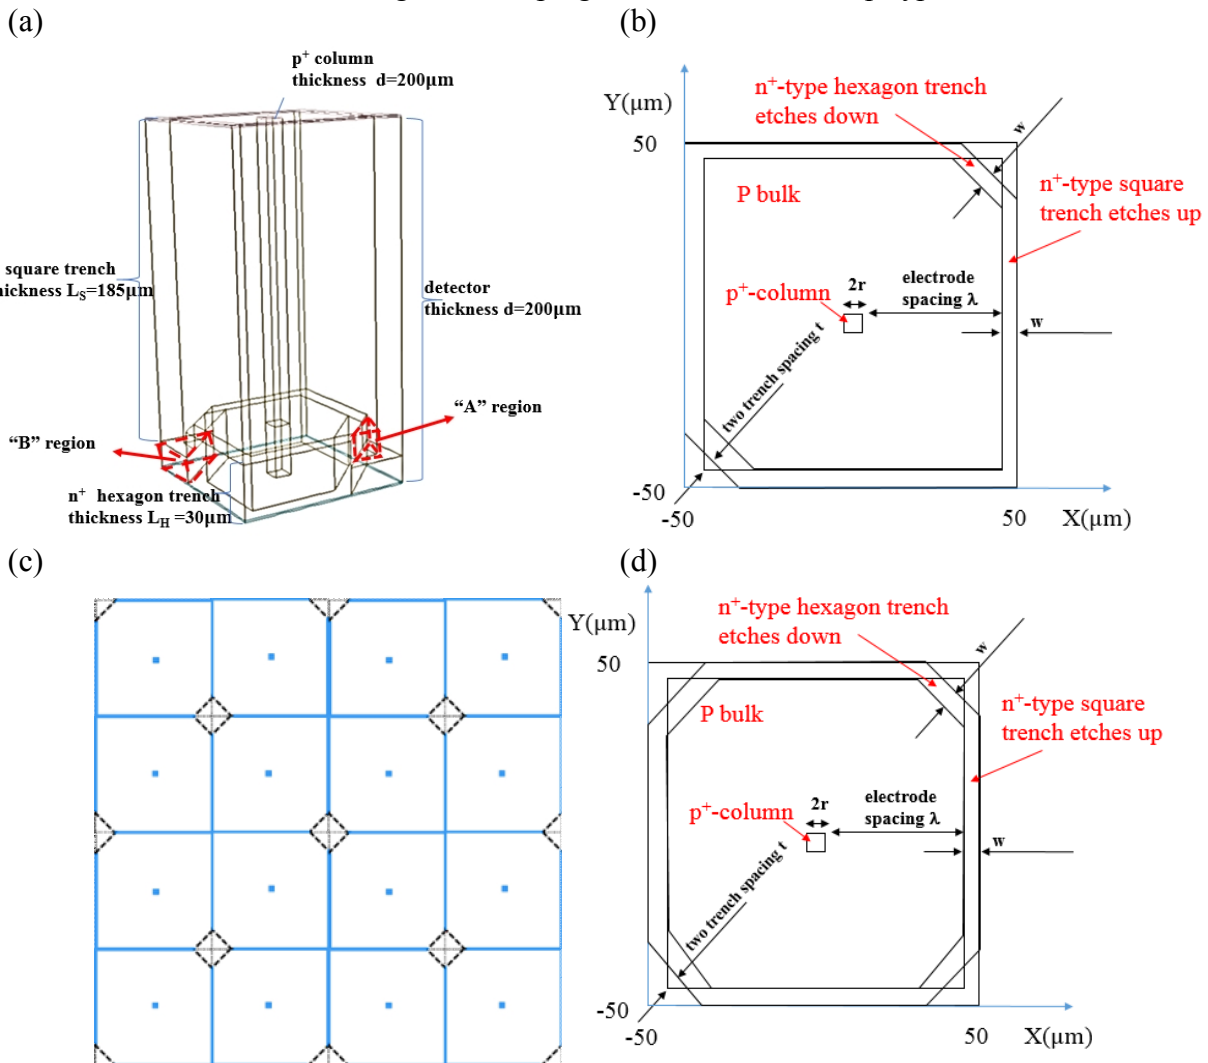 (a)
p+ column
thickness d=200μm
square trench
hickness LS=185μm
detector
thickness d=200μm
“A” region
“B” region
n+ hexagon trench
thickness LH =30μm
(b)
Y(μm)
n+-type hexagon trench
etches down
w
50
n+-type square
trench etches up
P bulk
electrode
spacing λ
2r
p+-column
w
two trench spacing t
-50
-50
50
X(μm)
(c)
(d)
Y(μm)
n+-type hexagon trench
etches down
w
50
P bulk
n+-type square
trench etches up
electrode
spacing λ
2r
p+-column
w
two trench spacing t
-50
-50
50
X(μm)